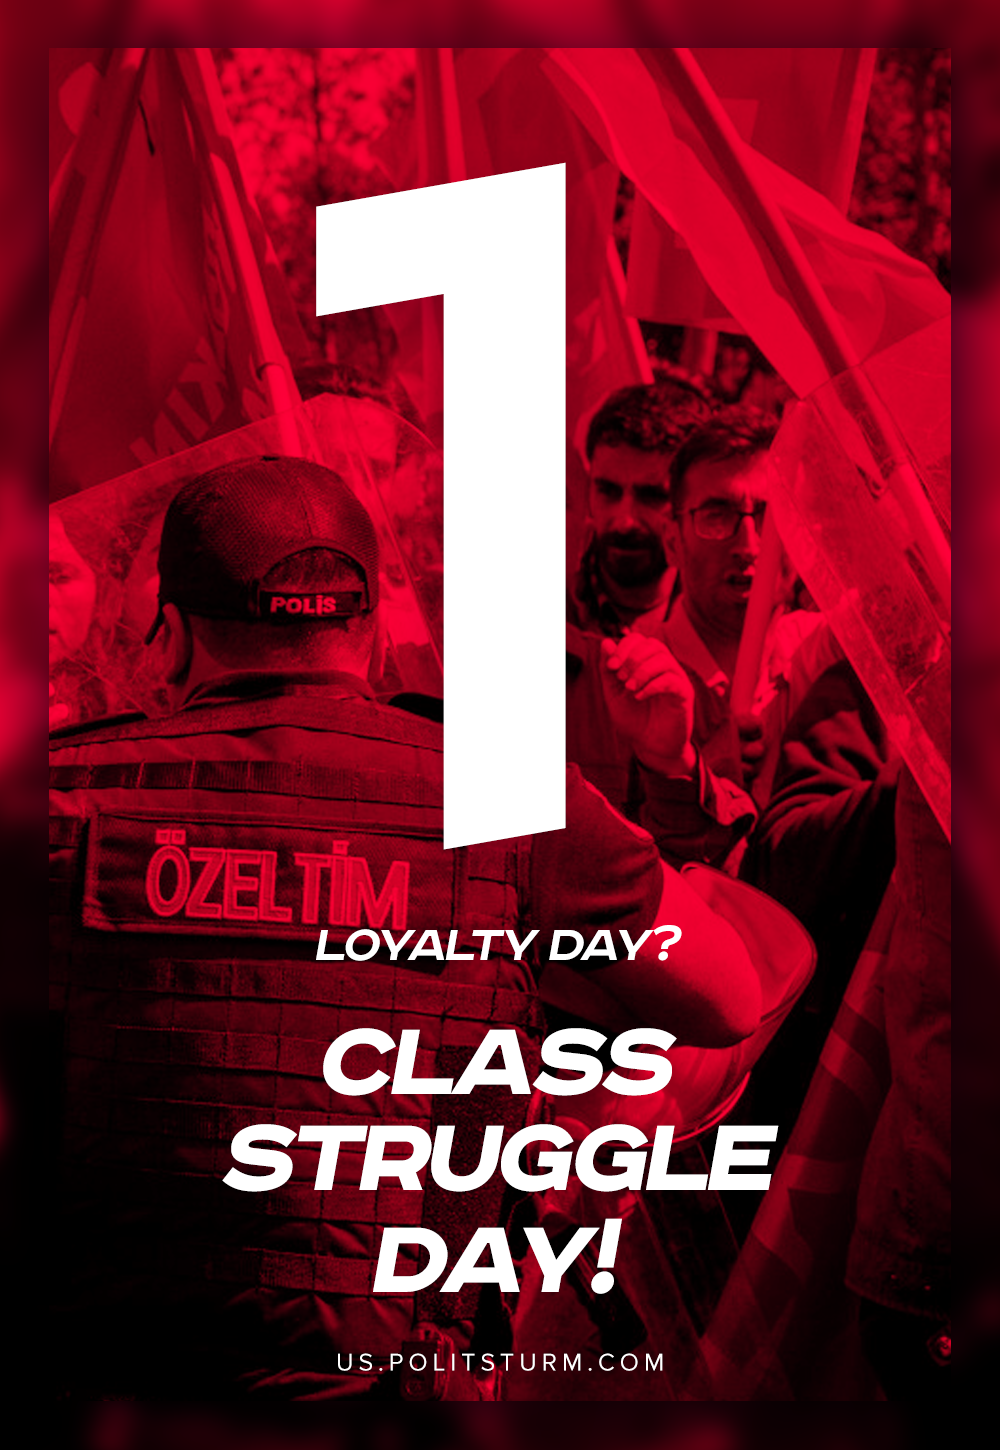 1
POLİS
ÖZEL TİM
LOYALTY DAY?
CLASS
STRUGGLE
DAY!
US.POLITSTURM.COM